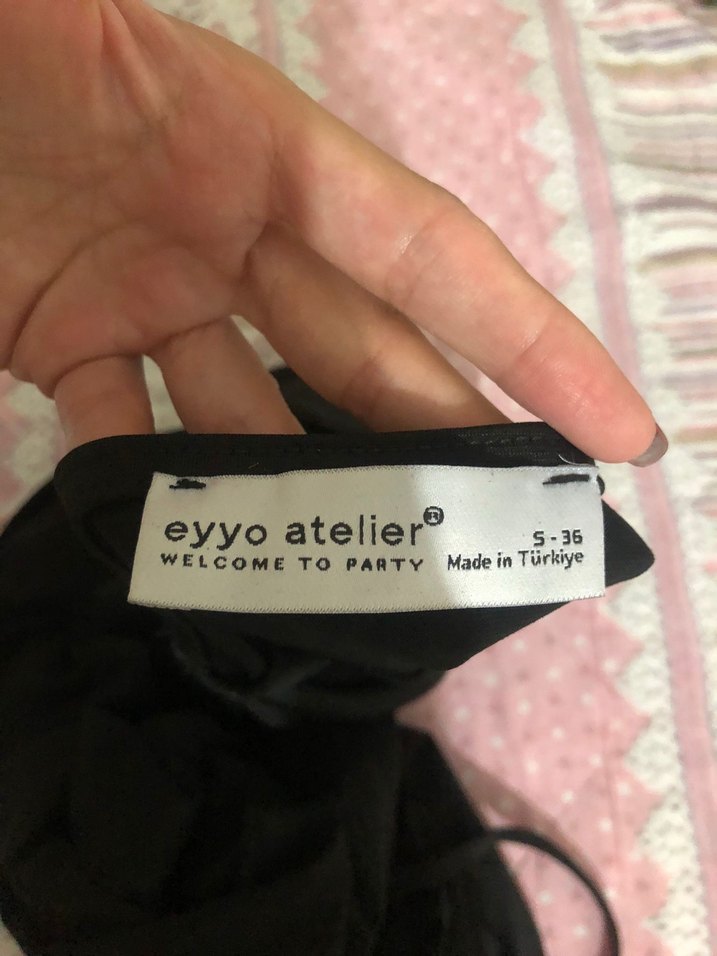 eyyo atelier®
WELCOME TO PARTY
S - 36
Made in Türkiye